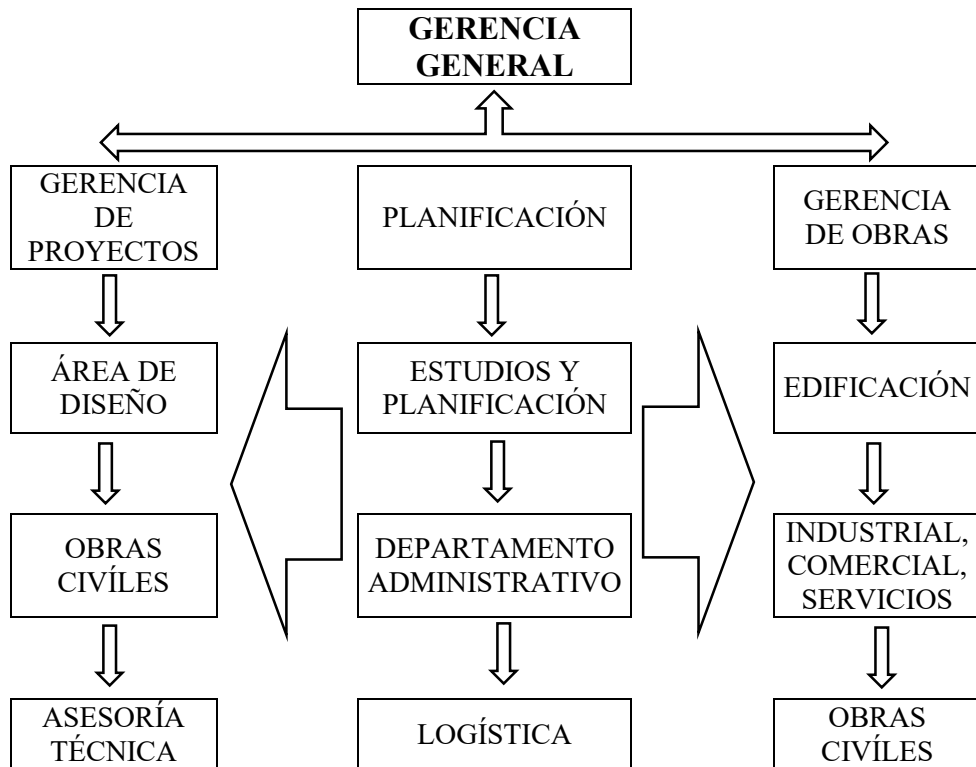 GERENCIA
GENERAL
GERENCIA
DE
PROYECTOS
PLANIFICACIÓN
GERENCIA
DE OBRAS
ÁREA DE
DISEÑO
ESTUDIOS Y
PLANIFICACIÓN
EDIFICACIÓN
OBRAS
CIVÍLES
DEPARTAMENTO
ADMINISTRATIVO
INDUSTRIAL,
COMERCIAL,
SERVICIOS
ASESORÍA
TÉCNICA
LOGÍSTICA
OBRAS
CIVÍLES